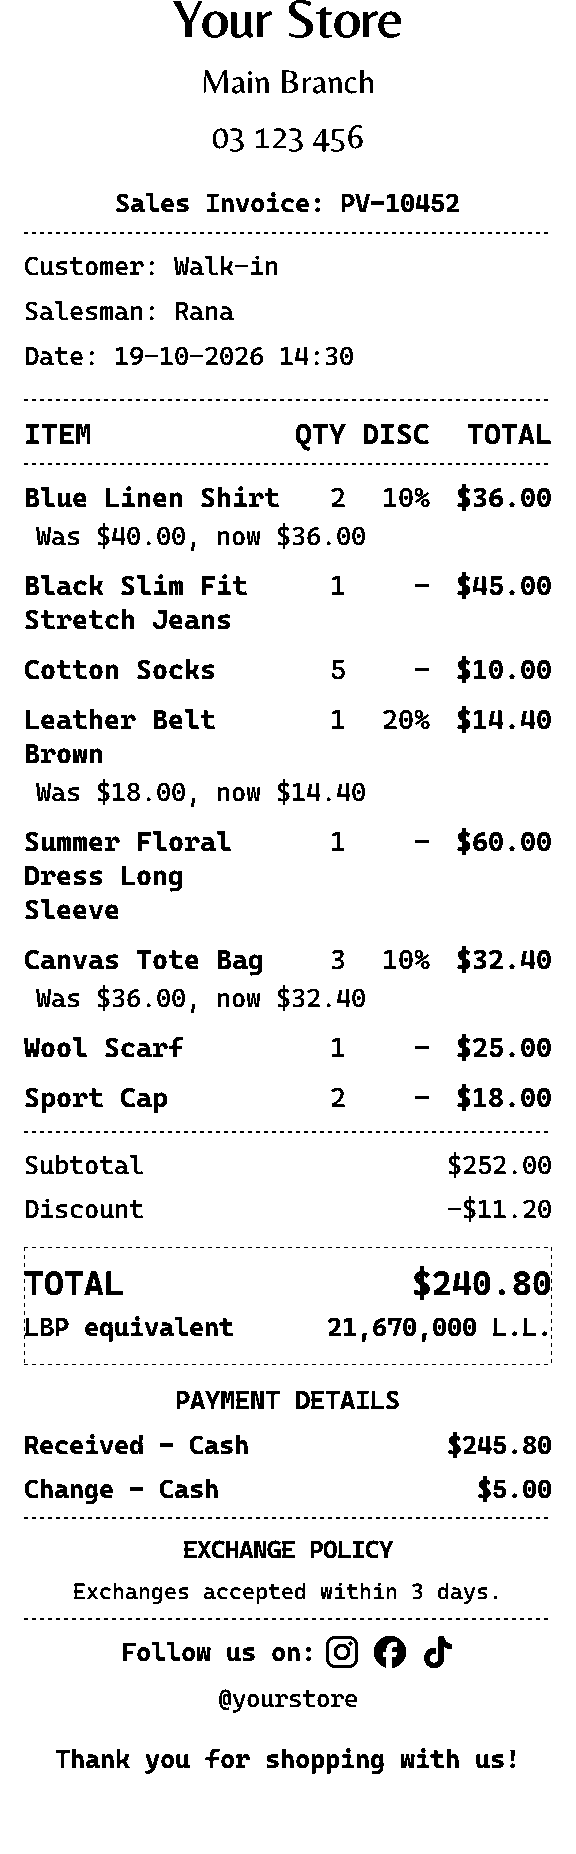 Your Store
Main Branch
03 123 456
Sales Invoice: PV-10452
Customer: Walk-in
Salesman: Rana
Date: 19-10-2026 14:30
ITEM QTY DISC TOTAL
Blue Linen Shirt 2 10% $36.00
Was $40.00, now $36.00
Black Slim Fit 1 - $45.00
Stretch Jeans
Cotton Socks 5 - $10.00
Leather Belt 1 20% $14.40
Brown
Was $18.00, now $14.40
Summer Floral 1 - $60.00
Dress Long
Sleeve
Canvas Tote Bag 3 10% $32.40
Was $36.00, now $32.40
Wool Scarf 1 - $25.00
Sport Cap 2 - $18.00
Subtotal $252.00
Discount -$11.20
TOTAL $240.80
LBP equivalent 21,670,000 L.L.
PAYMENT DETAILS
Received - Cash $245.80
Change - Cash $5.00
EXCHANGE POLICY
Exchanges accepted within 3 days.
Follow us on:
@yourstore
Thank you for shopping with us!